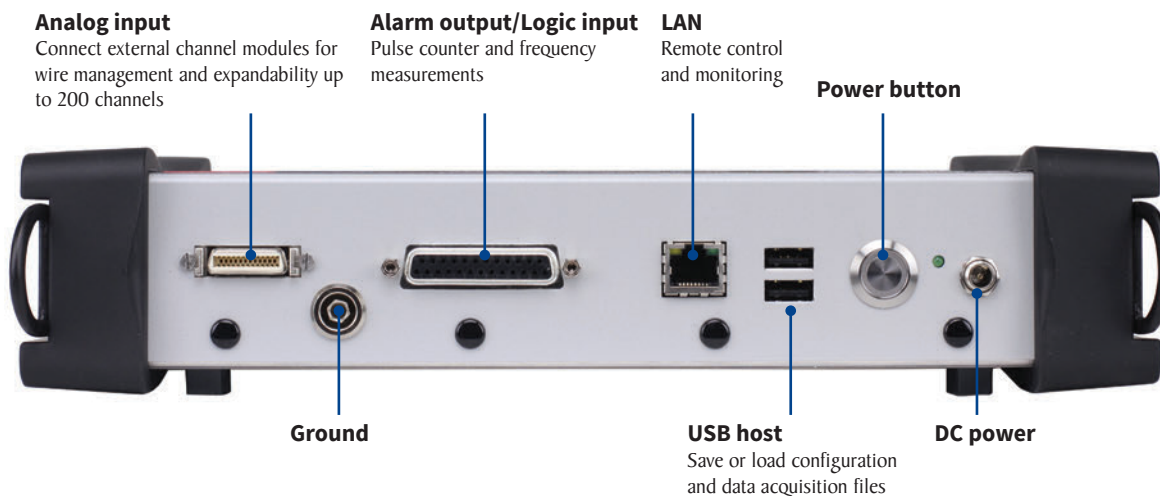 Analog input
Connect external channel modules for
wire management and expandability up
to 200 channels
Alarm output/Logic input
Pulse counter and frequency
measurements
LAN
Remote control
and monitoring
Power button
Ground
USB host
Save or load configuration
and data acquisition files
DC power